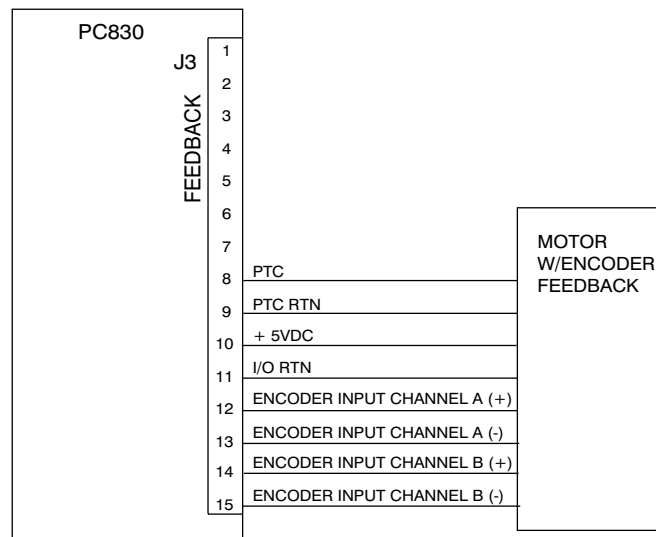 PC830
J3
FEEDBACK
1
2
3
4
5
6
7
8 PTC
9 PTC RTN
10 + 5VDC
11 I/O RTN
12 ENCODER INPUT CHANNEL A (+)
13 ENCODER INPUT CHANNEL A (-)
14 ENCODER INPUT CHANNEL B (+)
15 ENCODER INPUT CHANNEL B (-)
MOTOR
W/ENCODER
FEEDBACK